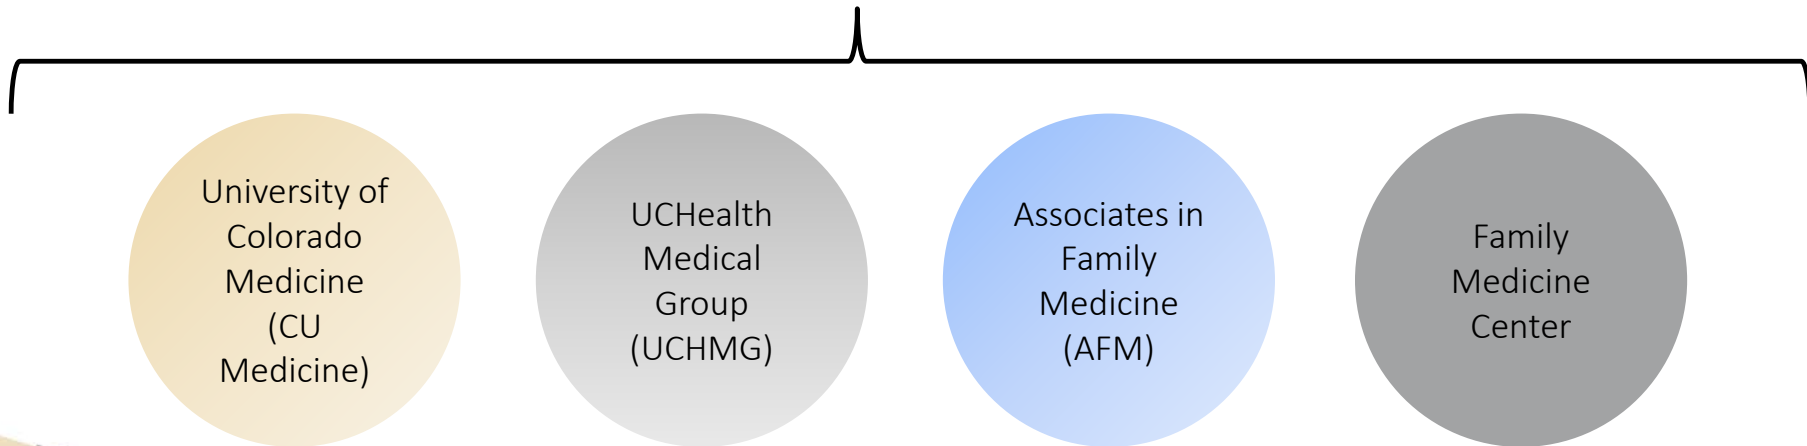 University of
Colorado
Medicine
(CU
Medicine)
UCHealth
Medical
Group
(UCHMG)
Associates in
Family
Medicine
(AFM)
Family
Medicine
Center